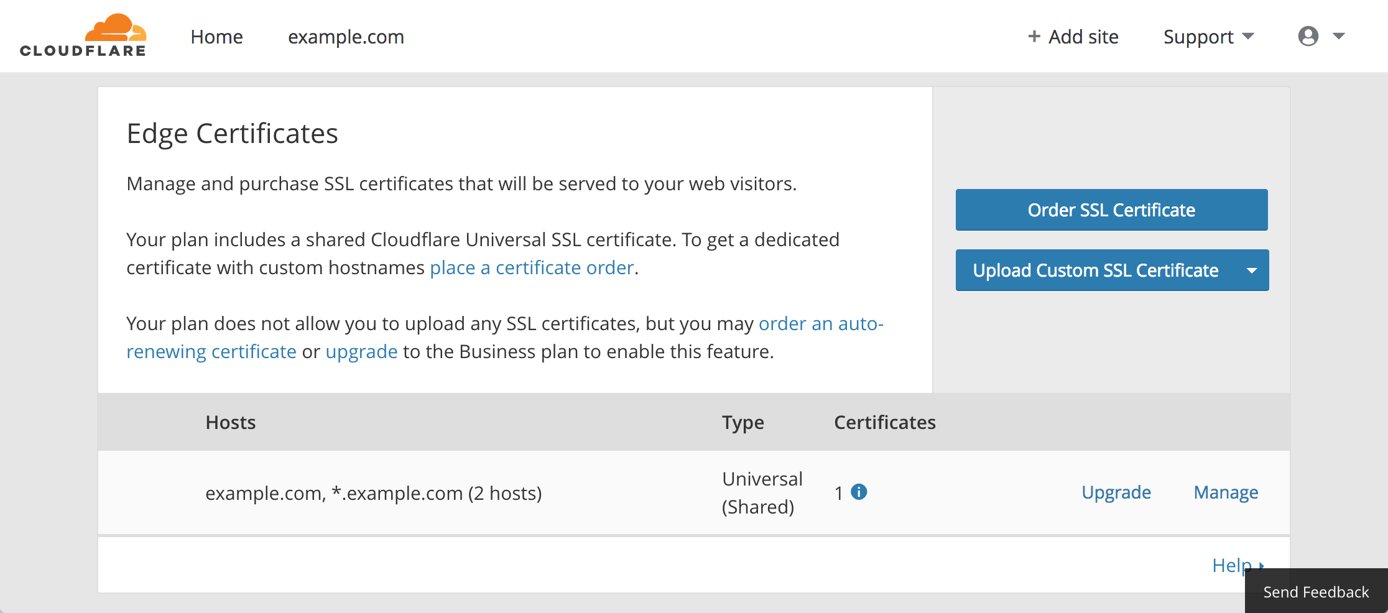 CLOUDFLARE
Home
example.com
+ Add site
Support
Edge Certificates
Manage and purchase SSL certificates that will be served to your web visitors.
Your plan includes a shared Cloudflare Universal SSL certificate. To get a dedicated
certificate with custom hostnames place a certificate order.
Your plan does not allow you to upload any SSL certificates, but you may order an auto-
renewing certificate or upgrade to the Business plan to enable this feature.
Order SSL Certificate
Upload Custom SSL Certificate
Hosts
Type
Certificates
example.com, *.example.com (2 hosts)
Universal
(Shared)
1
Upgrade
Manage
Help
Send Feedback